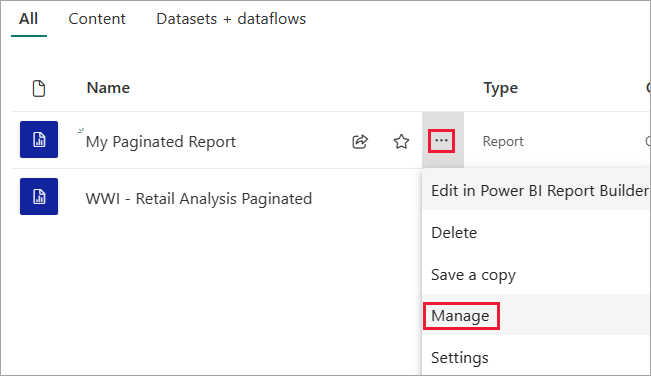 All Content Datasets + dataflows
Name Type
My Paginated Report ... Report
WWI - Retail Analysis Paginated
Edit in Power BI Report Builder
Delete
Save a copy
Manage
Settings